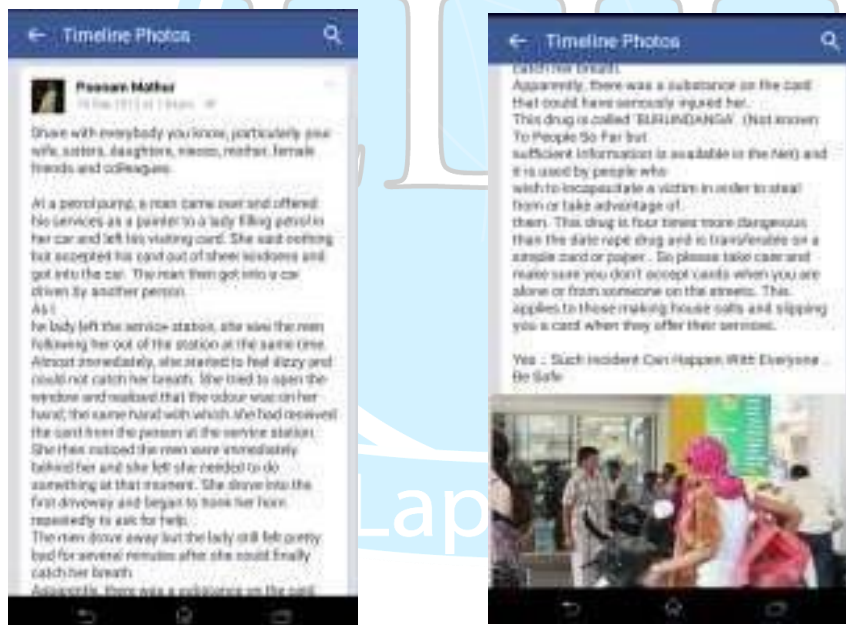 Timeline Photos
Poonam Mathur
Share with everybody you know, particularly your
wife, sisters, daughters, nieces, mother, female
friends and colleagues.
At a petrol pump, a man came over and offered
his services as a painter to a lady filling petrol in
her car and left his visiting card. She said nothing
but accepted his card out of sheer kindness and
got into the car. The man then got into a car
driven by another person.
As t
he lady left the service station, she saw the men
following her out of the station at the same time.
Almost immediately, she started to feel dizzy and
could not catch her breath. She tried to open the
window and realised that the odour was on her
hand; the same hand with which she had received
the card from the person at the service station.
She then noticed the men were immediately
behind her and she felt she needed to do
something at that moment. She drove into the
first driveway and began to honk her horn
repeatedly to ask for help.
The men drove away but the lady still felt pretty
bad for several minutes after she could finally
catch her breath.
Apparently, there was a substance on the card
Timeline Photos
catch her breath.
Apparently, there was a substance on the card
that could have seriously injured her.
This drug is called 'BURUNDANGA' (Not known
To People So Far but
sufficient information is available in the Net) and
it is used by people who
wish to incapacitate a victim in order to steal
from or take advantage of
them. This drug is four times more dangerous
than the date rape drug and is transferable on a
simple card or paper. So please take care and
make sure you don't accept cards when you are
alone or from someone on the streets. This
applies to those making house calls and slipping
you a card when they offer their services.
Yes .. Such Incident Can Happen With Everyone ..
Be Safe
Lap